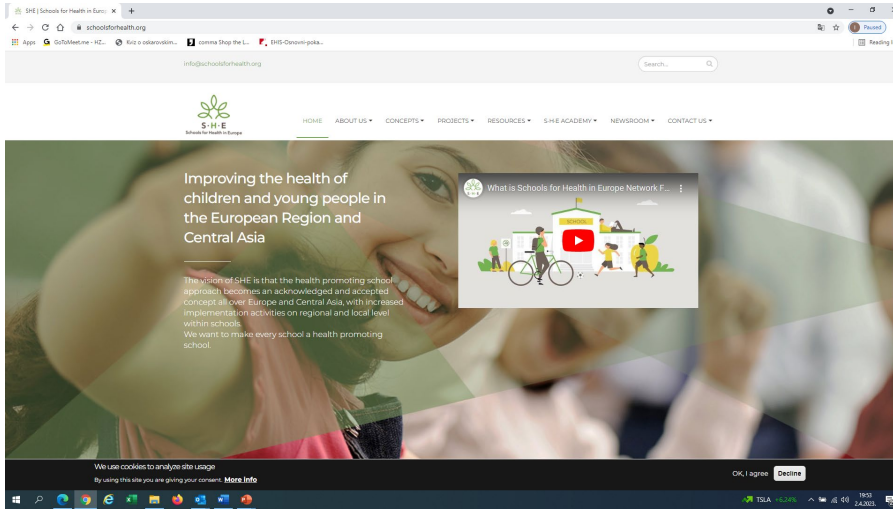 SHE | Schools for Health in Europ
schoolsforhealth.org
Paused
Apps
GoToMeet.me - HZ...
Kviz o oskarovskim...
comma Shop the L...
EHIS-Osnovni-poka...
Reading l
info@schoolsforhealth.org
Search...
S·H·E
Schools for Health in Europe
HOME
ABOUT US
CONCEPTS
PROJECTS
RESOURCES
S·H·E ACADEMY
NEWSROOM
CONTACT US
Improving the health of
children and young people in
the European Region and
Central Asia
The vision of SHE is that the health promoting school
approach becomes an acknowledged and accepted
concept all over Europe and Central Asia, with increased
implementation activities on regional and local level
within schools.
We want to make every school a health promoting
school.
What is Schools for Health in Europe Network F...
SCHOOL
We use cookies to analyze site usage
By using this site you are giving your consent. More info
OK, I agree
Decline
TSLA +6,24%
19:53
2.4.2023.